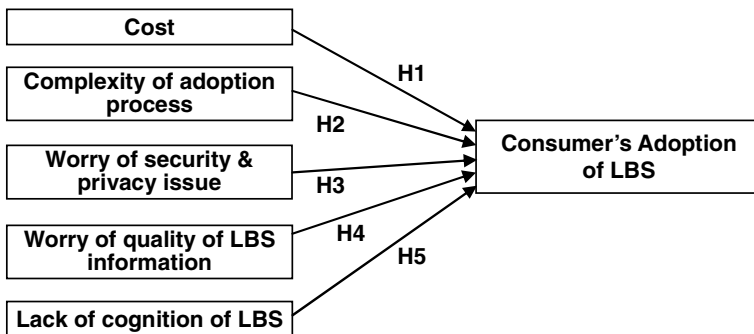 Cost
Complexity of adoption
process
Worry of security &
privacy issue
Worry of quality of LBS
information
Lack of cognition of LBS
H1
H2
H3
H4
H5
Consumer’s Adoption
of LBS